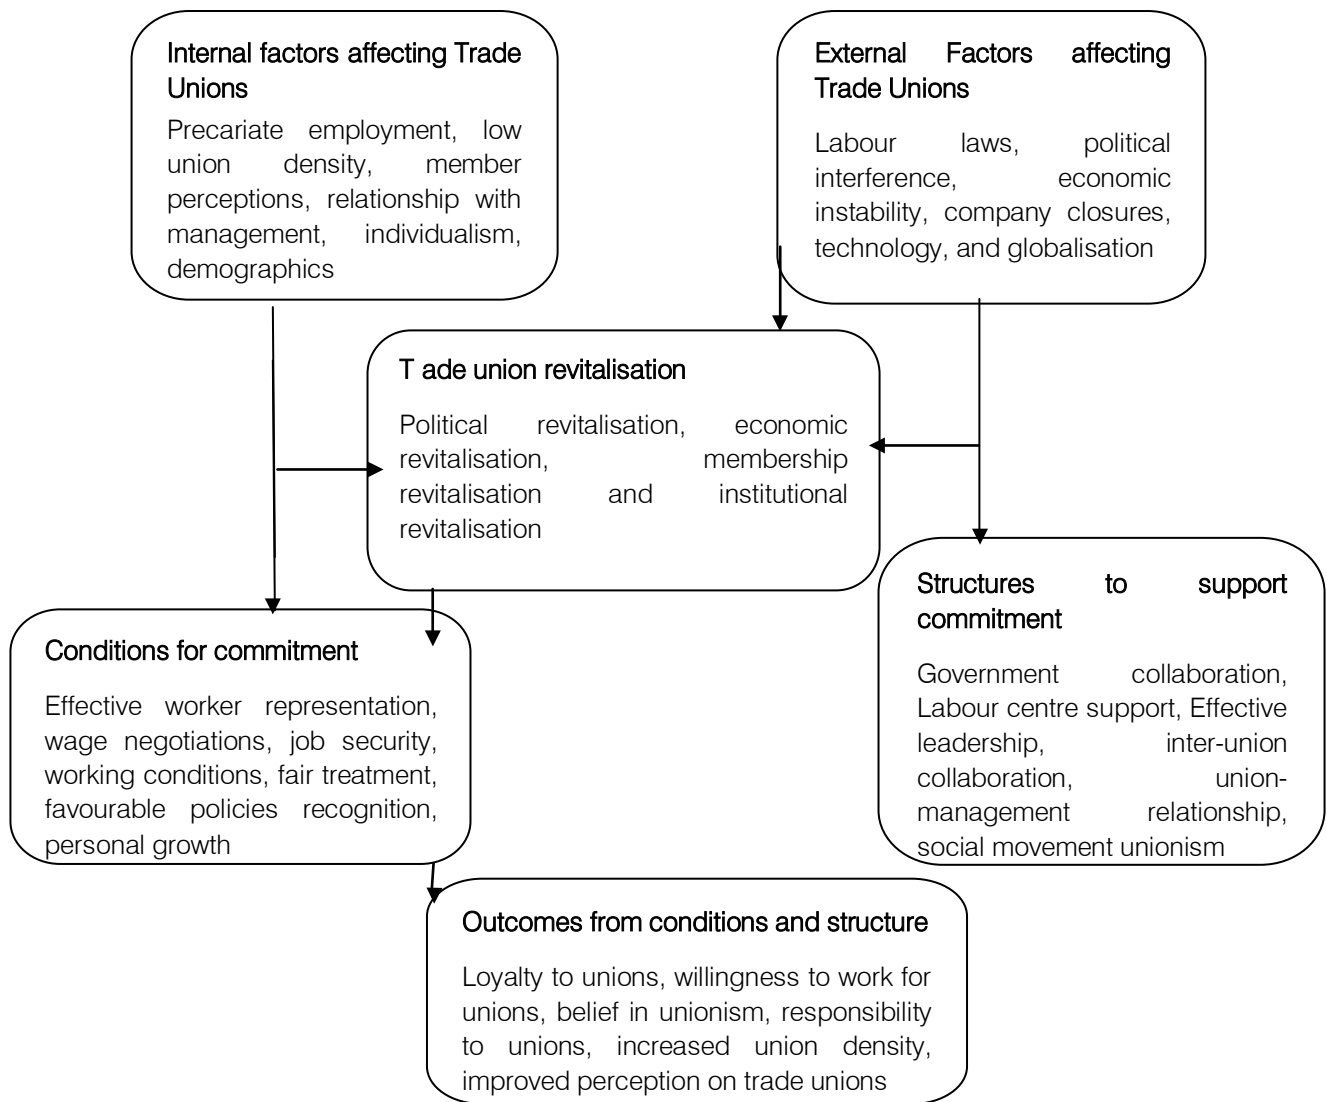 Internal factors affecting Trade
Unions
Precariate employment, low
union density, member
perceptions, relationship with
management, individualism,
demographics
External Factors affecting
Trade Unions
Labour laws, political
interference, economic
instability, company closures,
technology, and globalisation
T ade union revitalisation
Political revitalisation, economic
revitalisation, membership
revitalisation and institutional
revitalisation
Conditions for commitment
Effective worker representation,
wage negotiations, job security,
working conditions, fair treatment,
favourable policies recognition,
personal growth
Structures to support
commitment
Government collaboration,
Labour centre support, Effective
leadership, inter-union
collaboration, union-
management relationship,
social movement unionism
Outcomes from conditions and structure
Loyalty to unions, willingness to work for
unions, belief in unionism, responsibility
to unions, increased union density,
improved perception on trade unions